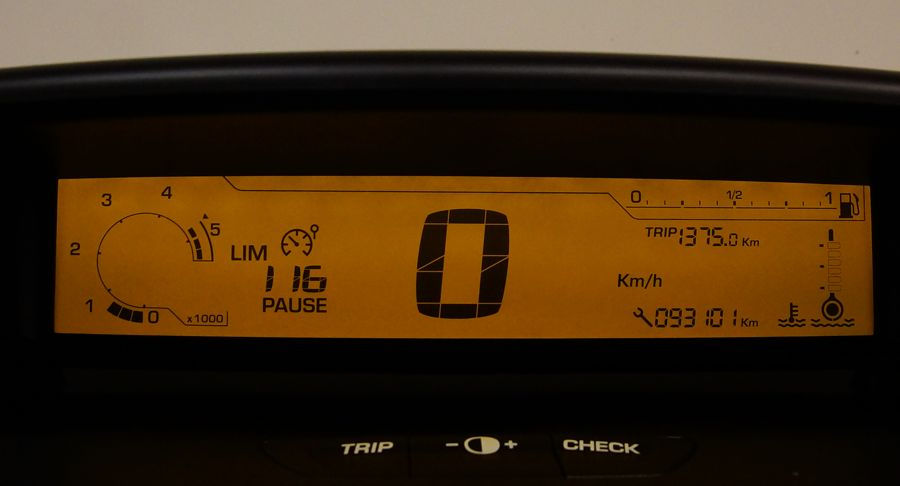 0 1 2 3 4 5
x1000
LIM
116
PAUSE
0
0 1/2 1
TRIP 1375.0 Km
Km/h
093101 Km
TRIP - + CHECK